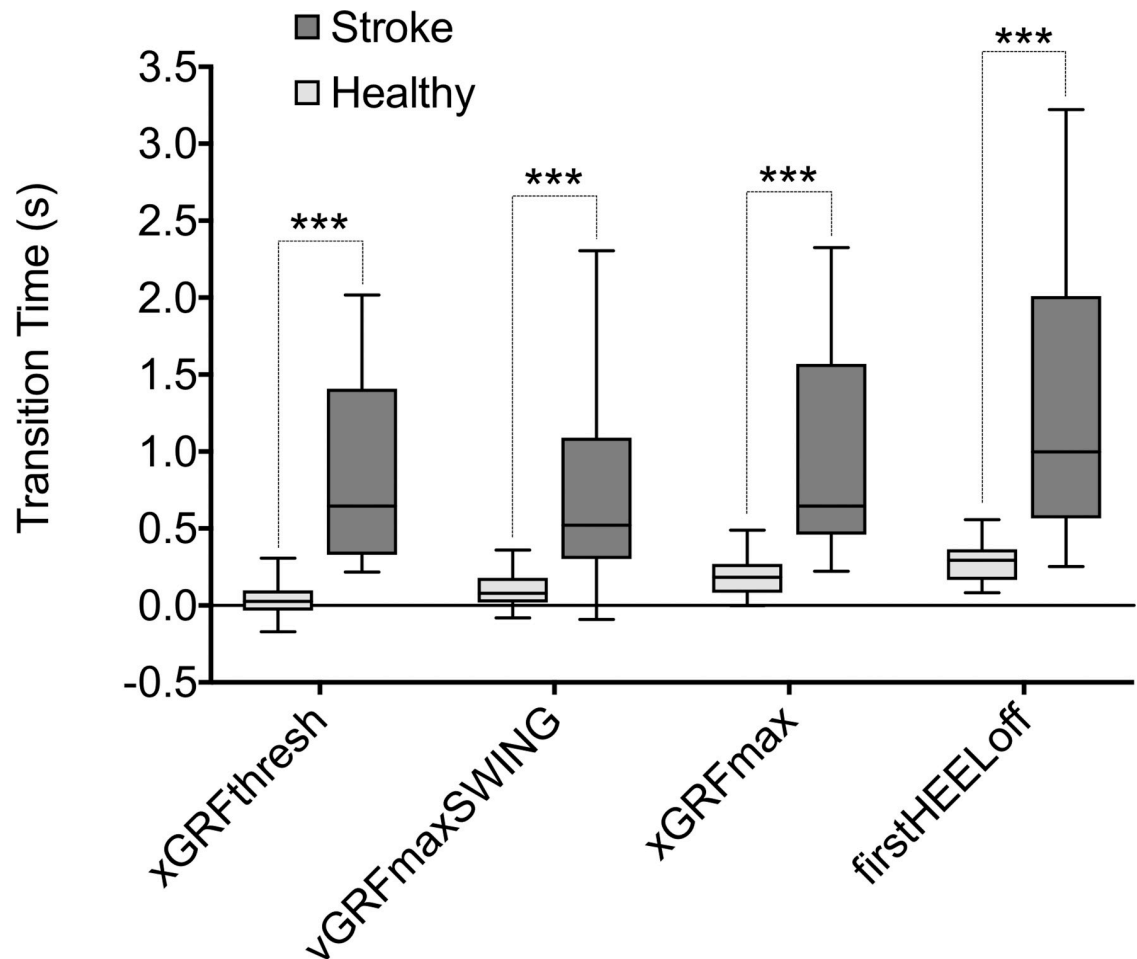 Stroke
Healthy
Transition Time (s)
3.5
3.0
2.5
2.0
1.5
1.0
0.5
0.0
-0.5
***
***
***
***
xGRFthresh
vGRFmaxSWING
xGRFmax
firstHEELoff